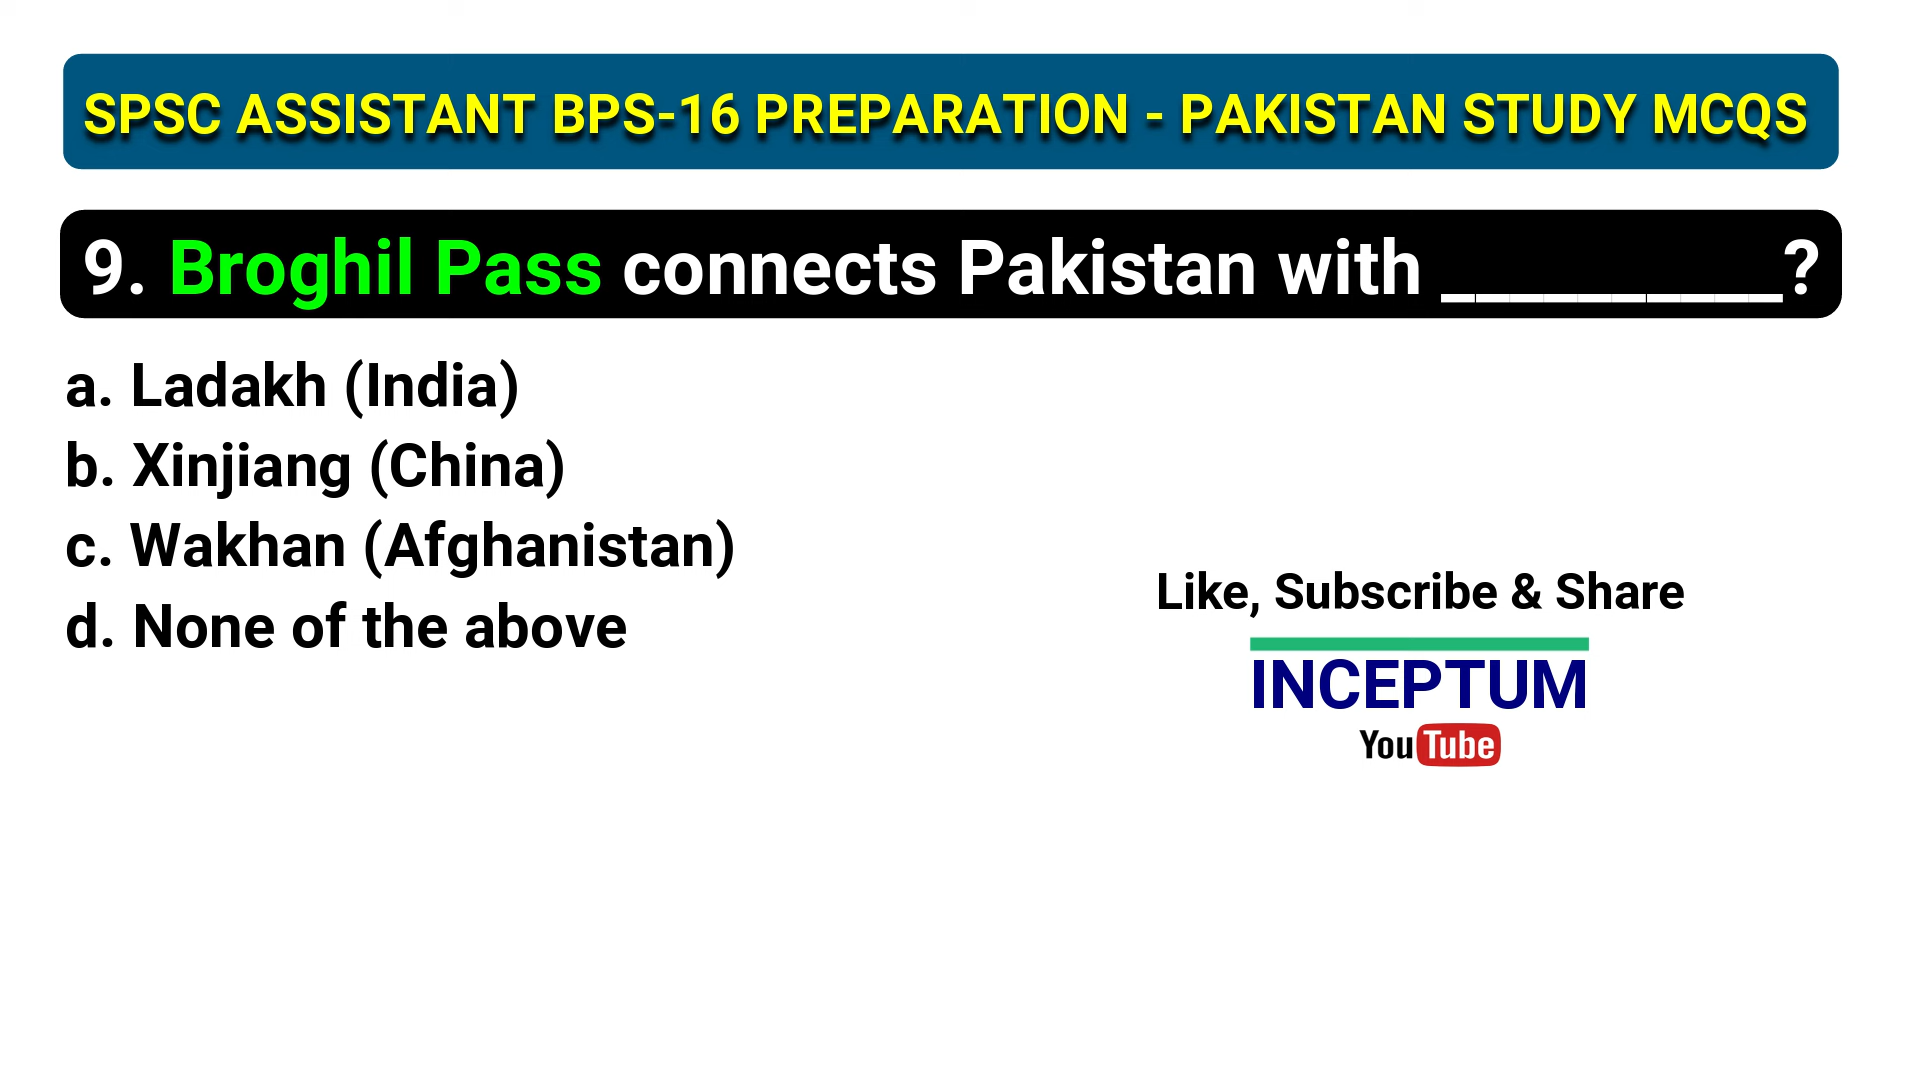 SPSC ASSISTANT BPS-16 PREPARATION - PAKISTAN STUDY MCQS
9. Broghil Pass connects Pakistan with __________?
a. Ladakh (India)
b. Xinjiang (China)
c. Wakhan (Afghanistan)
d. None of the above
Like, Subscribe & Share
INCEPTUM
YouTube